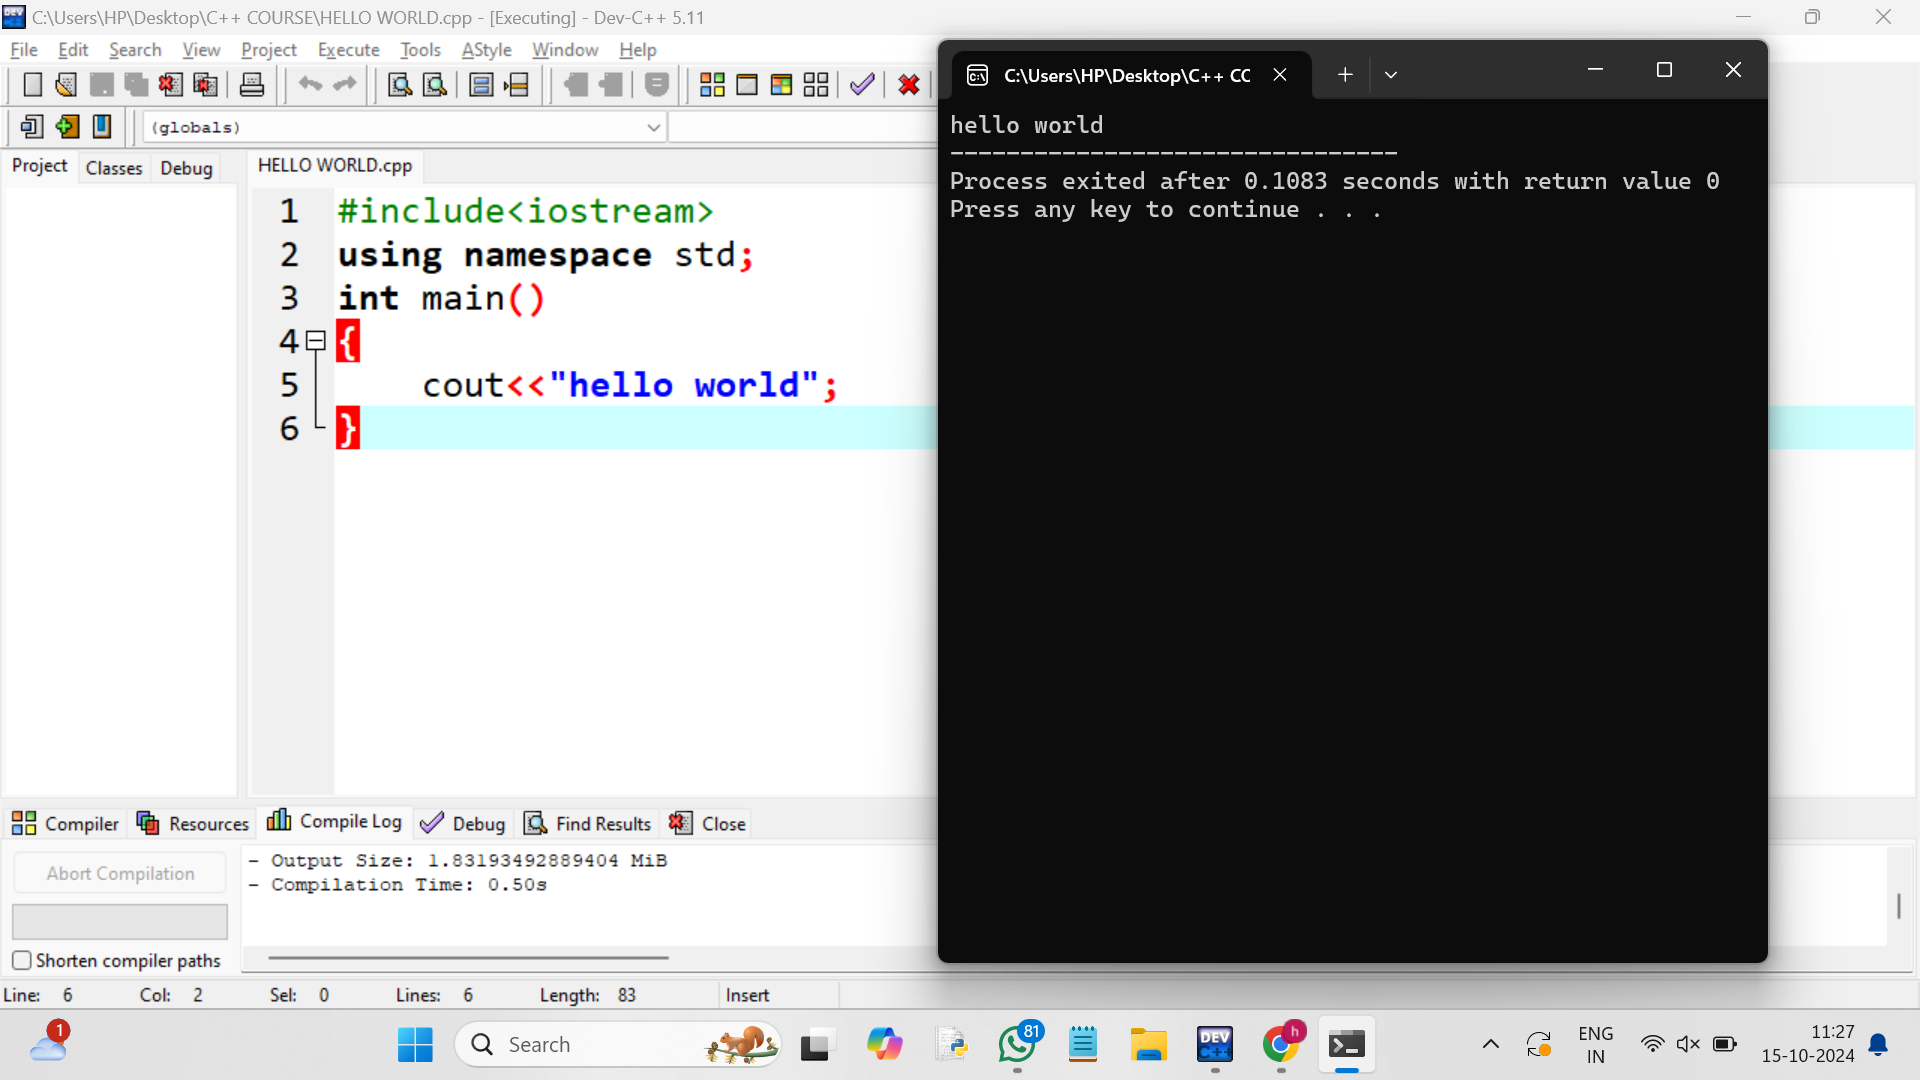 C:\Users\HP\Desktop\C++ COURSE\HELLO WORLD.cpp - [Executing] - Dev-C++ 5.11
File Edit Search View Project Execute Tools AStyle Window Help
(globals)
Project Classes Debug
HELLO WORLD.cpp
1 #include<iostream>
2 using namespace std;
3 int main()
4 {
5 cout<<"hello world";
6 }
C:\Users\HP\Desktop\C++ CC
hello world
--------------------------------
Process exited after 0.1083 seconds with return value 0
Press any key to continue . . .
Compiler Resources Compile Log Debug Find Results Close
Abort Compilation
Shorten compiler paths
- Output Size: 1.83193492889404 MiB
- Compilation Time: 0.50s
Line: 6 Col: 2 Sel: 0 Lines: 6 Length: 83 Insert
1
Search
81
DEV
C++
h
ENG
IN
11:27
15-10-2024